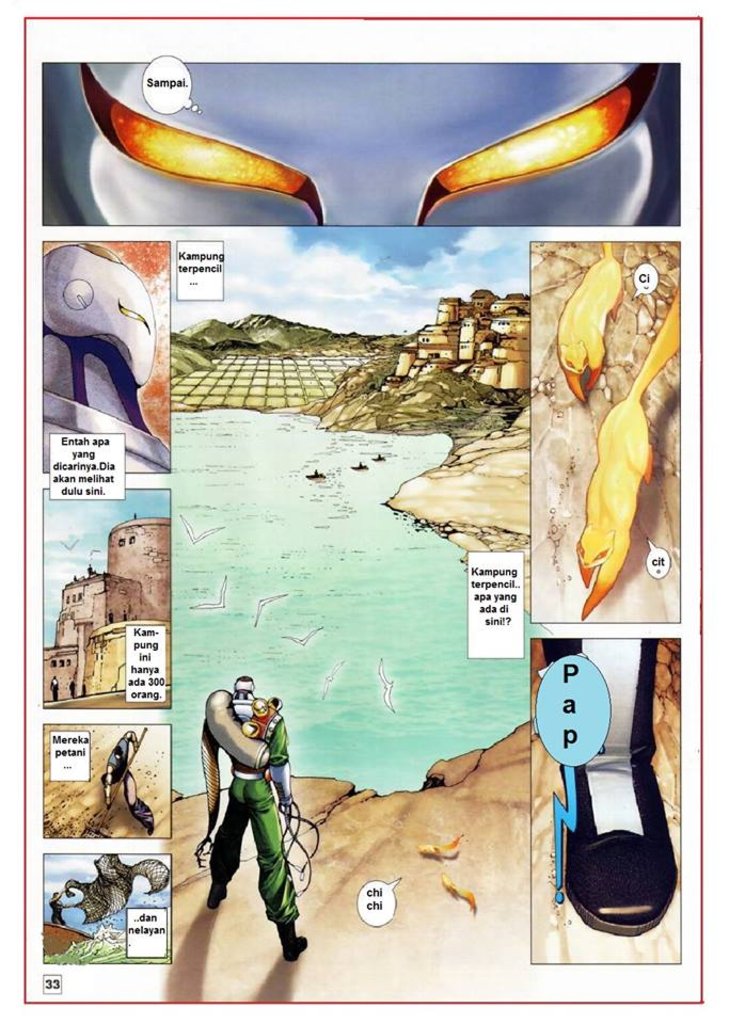 Sampai.
Kampung
terpencil
...
Ci
Entah apa
yang
dicarinya.Dia
akan melihat
dulu sini.
cit
Kampung
terpencil..
apa yang
ada di
sini!?
Kam-
pung
ini
hanya
ada 300
orang.
P
a
p
!
Mereka
petani
...
chi
chi
..dan
nelayan
.
33